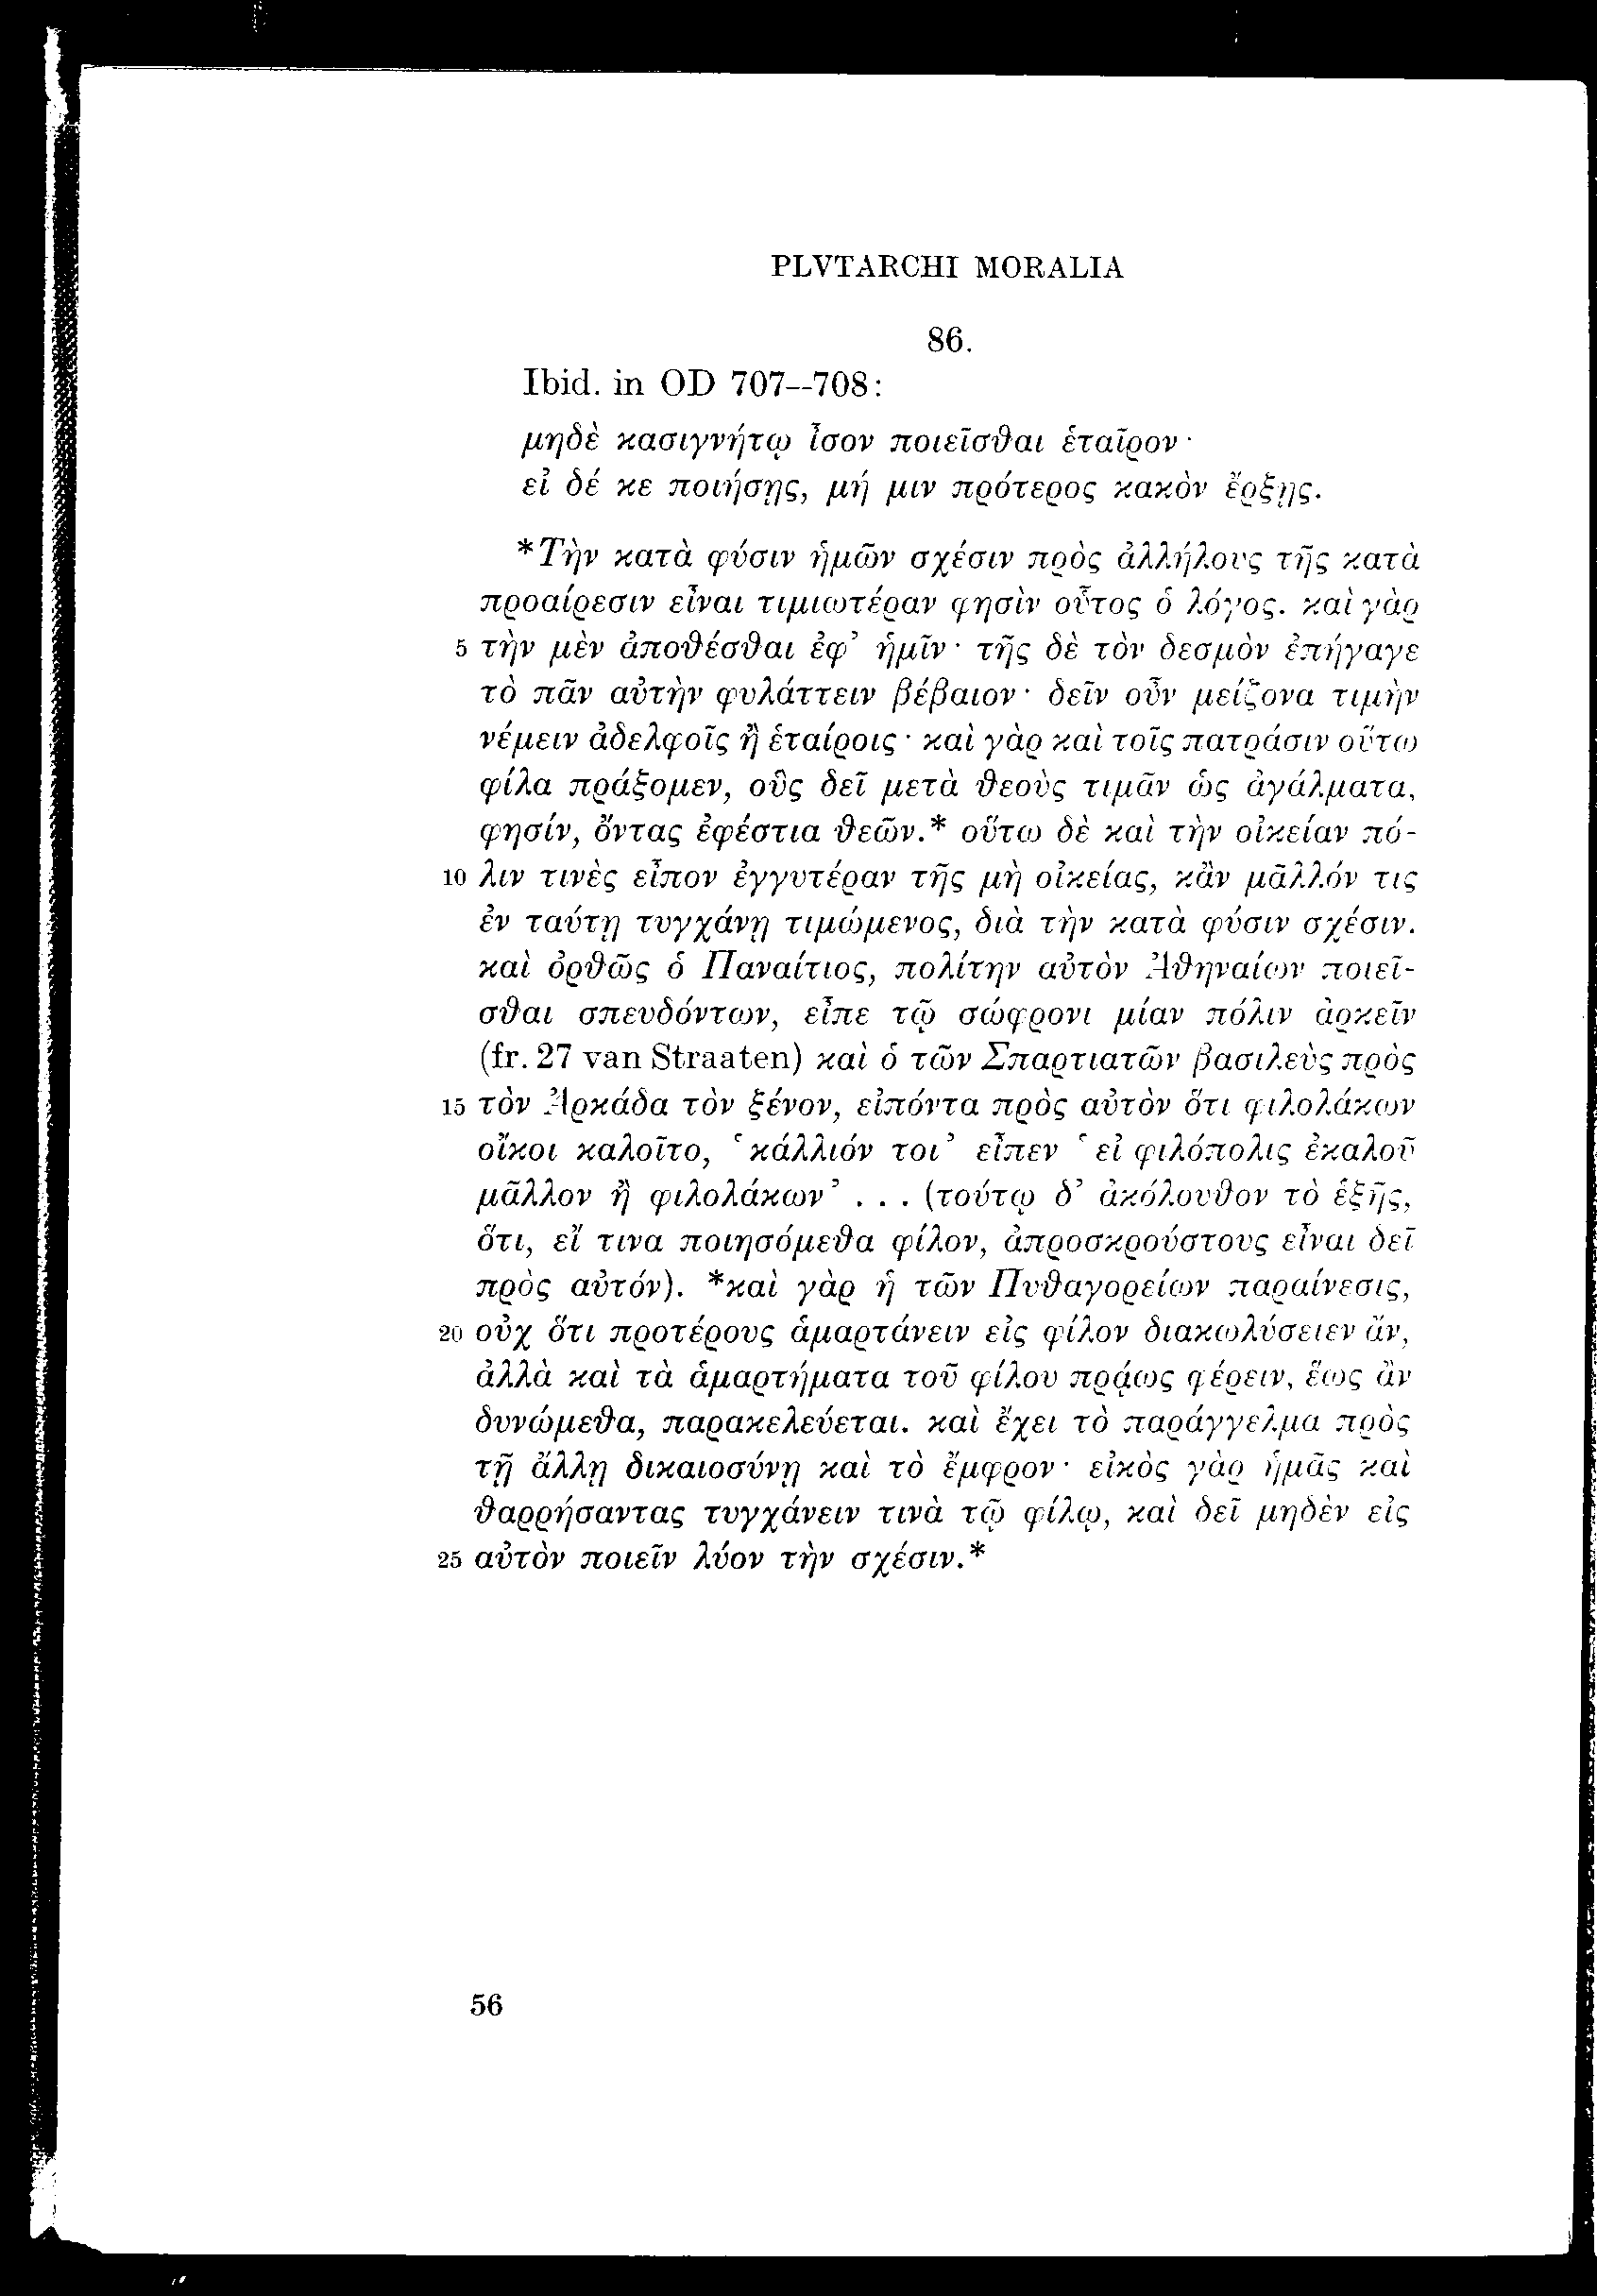 PLVTARCHI MORALIA
86.
Ibid. in OD 707–708:
μηδὲ κασιγνήτῳ ἶσον ποιεῖσθαι ἑταῖρον·
εἰ δέ κε ποιήσῃς, μή μιν πρότερος κακὸν ἔρξῃς.
*Τὴν κατὰ φύσιν ἡμῶν σχέσιν πρὸς ἀλλήλους τῆς κατὰ
προαίρεσιν εἶναι τιμιωτέραν φησὶν οὗτος ὁ λόγος. καὶ γὰρ
5 τὴν μὲν ἀποθέσθαι ἐφ’ ἡμῖν· τῆς δὲ τὸν δεσμὸν ἐπήγαγε
τὸ πᾶν αὐτὴν φυλάττειν βέβαιον· δεῖν οὖν μείζονα τιμὴν
νέμειν ἀδελφοῖς ἢ ἑταίροις· καὶ γὰρ καὶ τοῖς πατράσιν οὕτω
φίλα πράξομεν, οὓς δεῖ μετὰ θεοὺς τιμᾶν ὡς ἀγάλματα,
φησίν, ὄντας ἐφέστια θεῶν.* οὕτω δὲ καὶ τὴν οἰκείαν πό-
10 λιν τινὲς εἶπον ἐγγυτέραν τῆς μὴ οἰκείας, κἂν μᾶλλόν τις
ἐν ταύτῃ τυγχάνῃ τιμώμενος, διὰ τὴν κατὰ φύσιν σχέσιν.
καὶ ὀρθῶς ὁ Παναίτιος, πολίτην αὐτὸν Ἀθηναίων ποιεῖ-
σθαι σπευδόντων, εἶπε τῷ σώφρονι μίαν πόλιν ἀρκεῖν
(fr. 27 van Straaten) καὶ ὁ τῶν Σπαρτιατῶν βασιλεὺς πρὸς
15 τὸν Ἀρκάδα τὸν ξένον, εἰπόντα πρὸς αὐτὸν ὅτι φιλολάκων
οἴκοι καλοῖτο, ‘κάλλιόν τοι’ εἶπεν ‘εἰ φιλόπολις ἐκαλοῦ
μᾶλλον ἢ φιλολάκων’ . . . (τούτῳ δ’ ἀκόλουθον τὸ ἑξῆς,
ὅτι, εἴ τινα ποιησόμεθα φίλον, ἀπροσκρούστους εἶναι δεῖ
πρὸς αὐτόν). *καὶ γὰρ ἡ τῶν Πυθαγορείων παραίνεσις,
20 οὐχ ὅτι προτέρους ἁμαρτάνειν εἰς φίλον διακωλύσειεν ἄν,
ἀλλὰ καὶ τὰ ἁμαρτήματα τοῦ φίλου πράως φέρειν, ἕως ἂν
δυνώμεθα, παρακελεύεται. καὶ ἔχει τὸ παράγγελμα πρὸς
τῇ ἄλλῃ δικαιοσύνῃ καὶ τὸ ἔμφρον· εἰκὸς γὰρ ἡμᾶς καὶ
θαρρήσαντας τυγχάνειν τινὰ τῷ φίλῳ, καὶ δεῖ μηδὲν εἰς
25 αὐτὸν ποιεῖν λύον τὴν σχέσιν.*
56